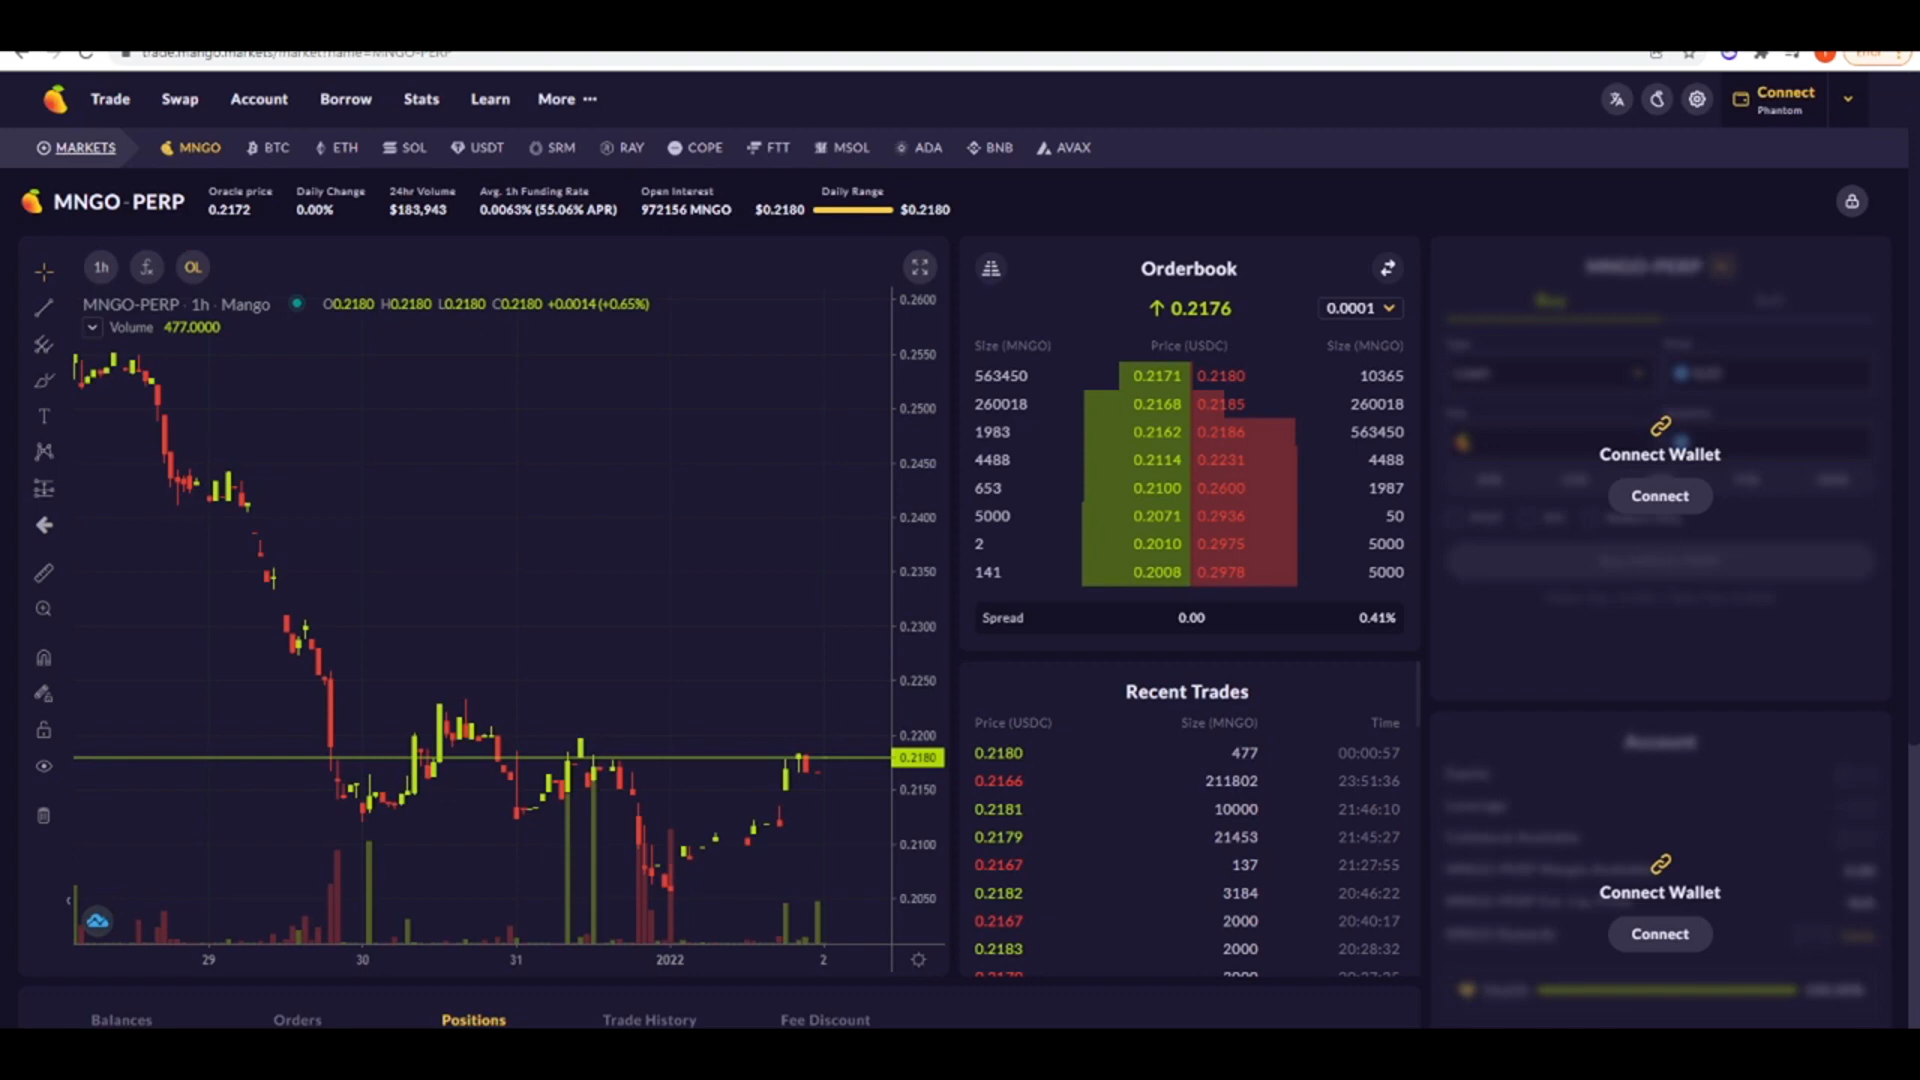 trade.mango.markets/market?name=MNGO-PERP
Trade Swap Account Borrow Stats Learn More ···
Connect
Phantom
MARKETS MNGO BTC ETH SOL USDT SRM RAY COPE FTT MSOL ADA BNB AVAX
MNGO-PERP
Oracle price Daily Change 24hr Volume Avg. 1h Funding Rate Open Interest Daily Range
0.2172 0.00% $183,943 0.0063% (55.06% APR) 972156 MNGO $0.2180 $0.2180
1h fx OL
MNGO-PERP · 1h · Mango O0.2180 H0.2180 L0.2180 C0.2180 +0.0014 (+0.65%)
Volume 477.0000
0.2600
0.2550
0.2500
0.2450
0.2400
0.2350
0.2300
0.2250
0.2200
0.2180
0.2150
0.2100
0.2050
29 30 31 2022 2
Orderbook
↑ 0.2176 0.0001
Size (MNGO) Price (USDC) Size (MNGO)
563450 0.2171 0.2180 10365
260018 0.2168 0.2185 260018
1983 0.2162 0.2186 563450
4488 0.2114 0.2231 4488
653 0.2100 0.2600 1987
5000 0.2071 0.2936 50
2 0.2010 0.2975 5000
141 0.2008 0.2978 5000
Spread 0.00 0.41%
Recent Trades
Price (USDC) Size (MNGO) Time
0.2180 477 00:00:57
0.2166 211802 23:51:36
0.2181 10000 21:46:10
0.2179 21453 21:45:27
0.2167 137 21:27:55
0.2182 3184 20:46:22
0.2167 2000 20:40:17
0.2183 2000 20:28:32
MNGO-PERP
Buy
Connect Wallet
Connect
Account
Connect Wallet
Connect
Balances Orders Positions Trade History Fee Discount